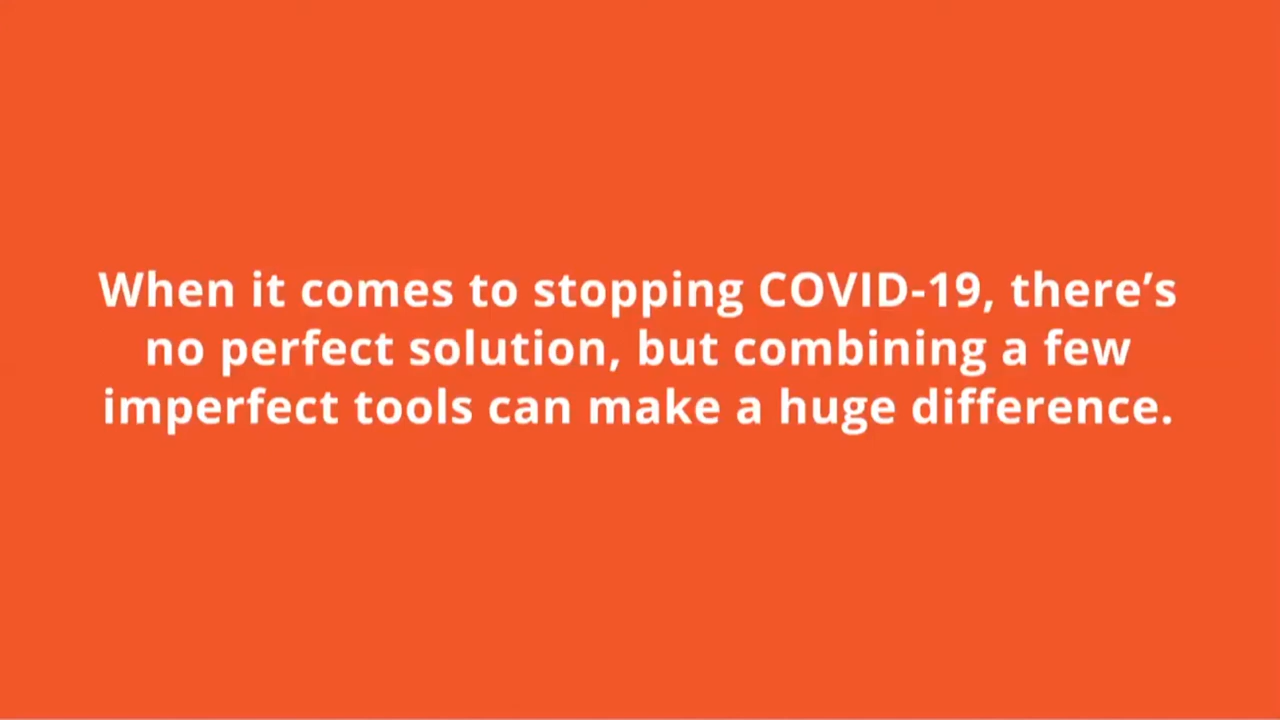 When it comes to stopping COVID-19, there’s
no perfect solution, but combining a few
imperfect tools can make a huge difference.